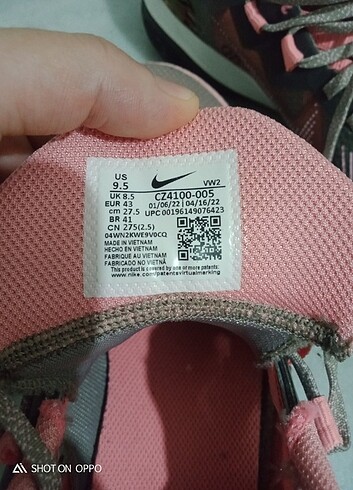 US
9.5
VW2
UK 8.5
EUR 43
cm 27.5
BR 41
CN 275(2.5)
CZ4100-005
01/06/22 | 04/16/22
UPC 00196149076423
04WN2KWE9V0CQ
MADE IN VIETNAM
HECHO EN VIETNAM
FABRIQUE AU VIETNAM
FABRICADO NO VIETNÃ
This product is covered by one or more patents:
www.nike.com/patentsvirtualmarking
SHOT ON OPPO